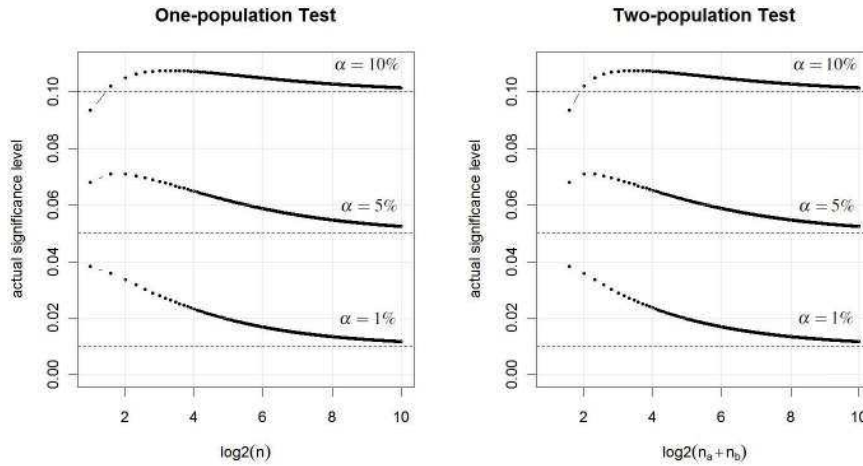 One-population Test
actual significance level
0.10
0.08
0.06
0.04
0.02
0.00
α = 10%
α = 5%
α = 1%
2
4
6
8
10
log2(n)
Two-population Test
actual significance level
0.10
0.08
0.06
0.04
0.02
0.00
α = 10%
α = 5%
α = 1%
2
4
6
8
10
log2(nₐ + n_b)